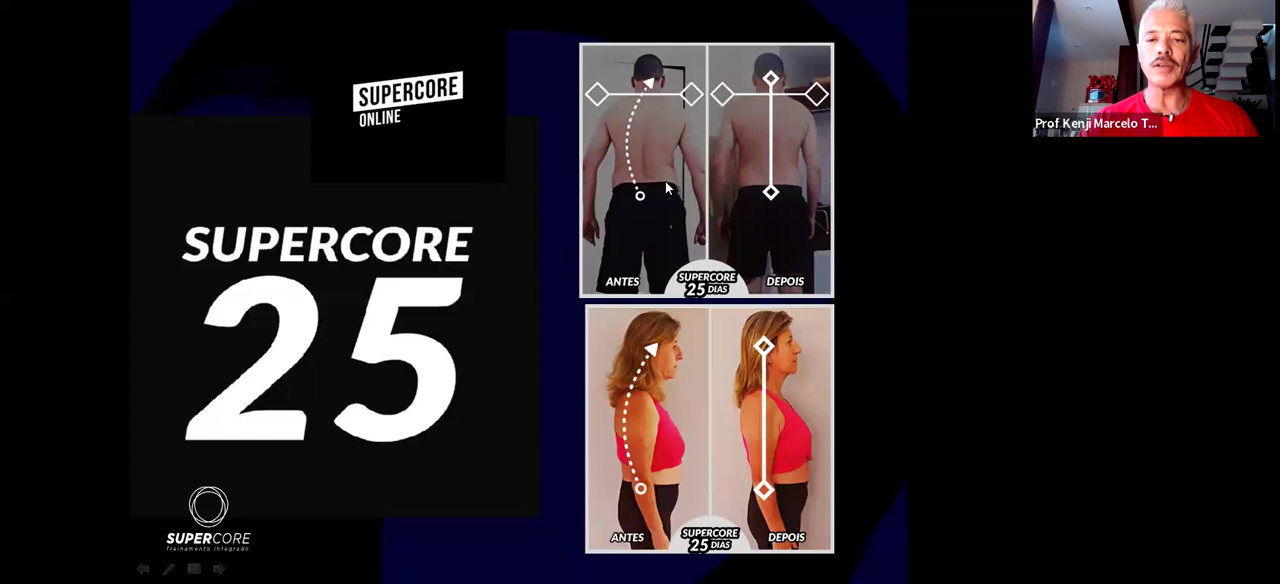 SUPERCORE
ONLINE
SUPERCORE
25
SUPERCORE
Treinamento Integrado
ANTES
SUPERCORE
25 DIAS
DEPOIS
ANTES
SUPERCORE
25 DIAS
DEPOIS
Prof Kenji Marcelo T...